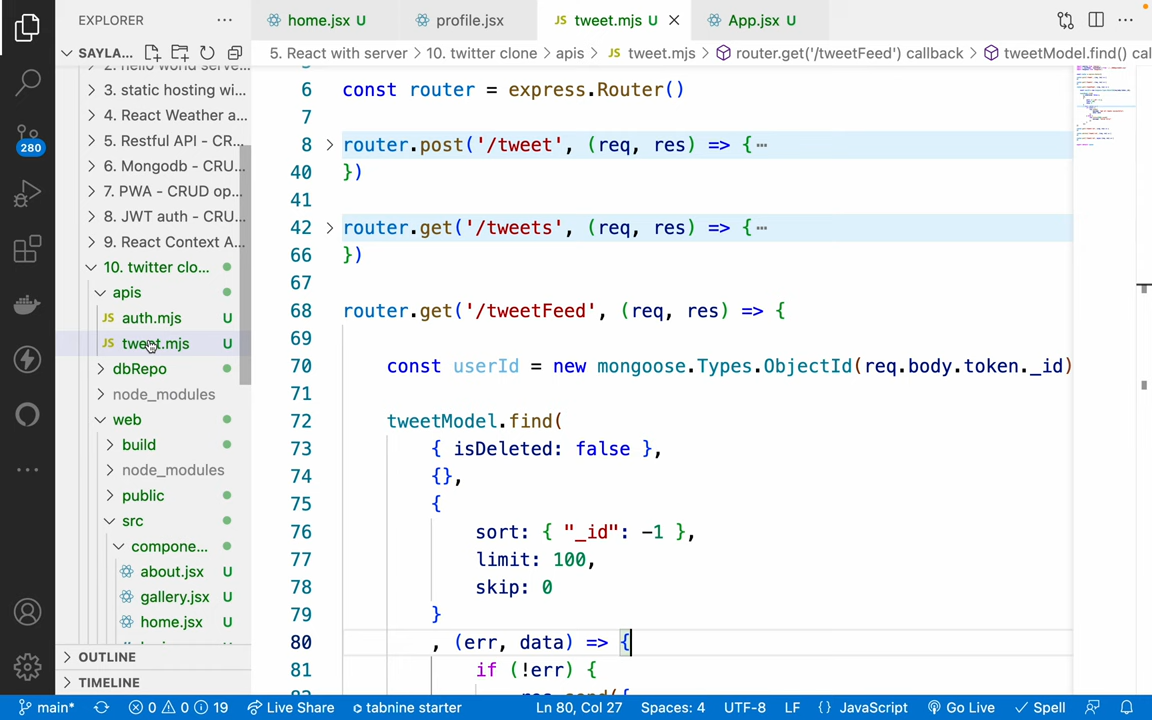 EXPLORER
home.jsx U
profile.jsx
JS tweet.mjs U
App.jsx U
SAYLA...
5. React with server > 10. twitter clone > apis > JS tweet.mjs > router.get('/tweetFeed') callback > tweetModel.find() cal
3. static hosting wi...
4. React Weather a...
5. Restful API - CR...
6. Mongodb - CRU...
7. PWA - CRUD op...
8. JWT auth - CRU...
9. React Context A...
10. twitter clo...
apis
JS auth.mjs U
JS tweet.mjs U
dbRepo
node_modules
web
build
node_modules
public
src
compone...
about.jsx U
gallery.jsx U
home.jsx U
OUTLINE
TIMELINE
280
6 const router = express.Router()
7
8 router.post('/tweet', (req, res) => { ...
40 })
41
42 router.get('/tweets', (req, res) => { ...
66 })
67
68 router.get('/tweetFeed', (req, res) => {
69
70 const userId = new mongoose.Types.ObjectId(req.body.token._id)
71
72 tweetModel.find(
73 { isDeleted: false },
74 {},
75 {
76 sort: { "_id": -1 },
77 limit: 100,
78 skip: 0
79 }
80 , (err, data) => {
81 if (!err) {
main* 0 0 19 Live Share tabnine starter Ln 80, Col 27 Spaces: 4 UTF-8 LF {} JavaScript Go Live Spell